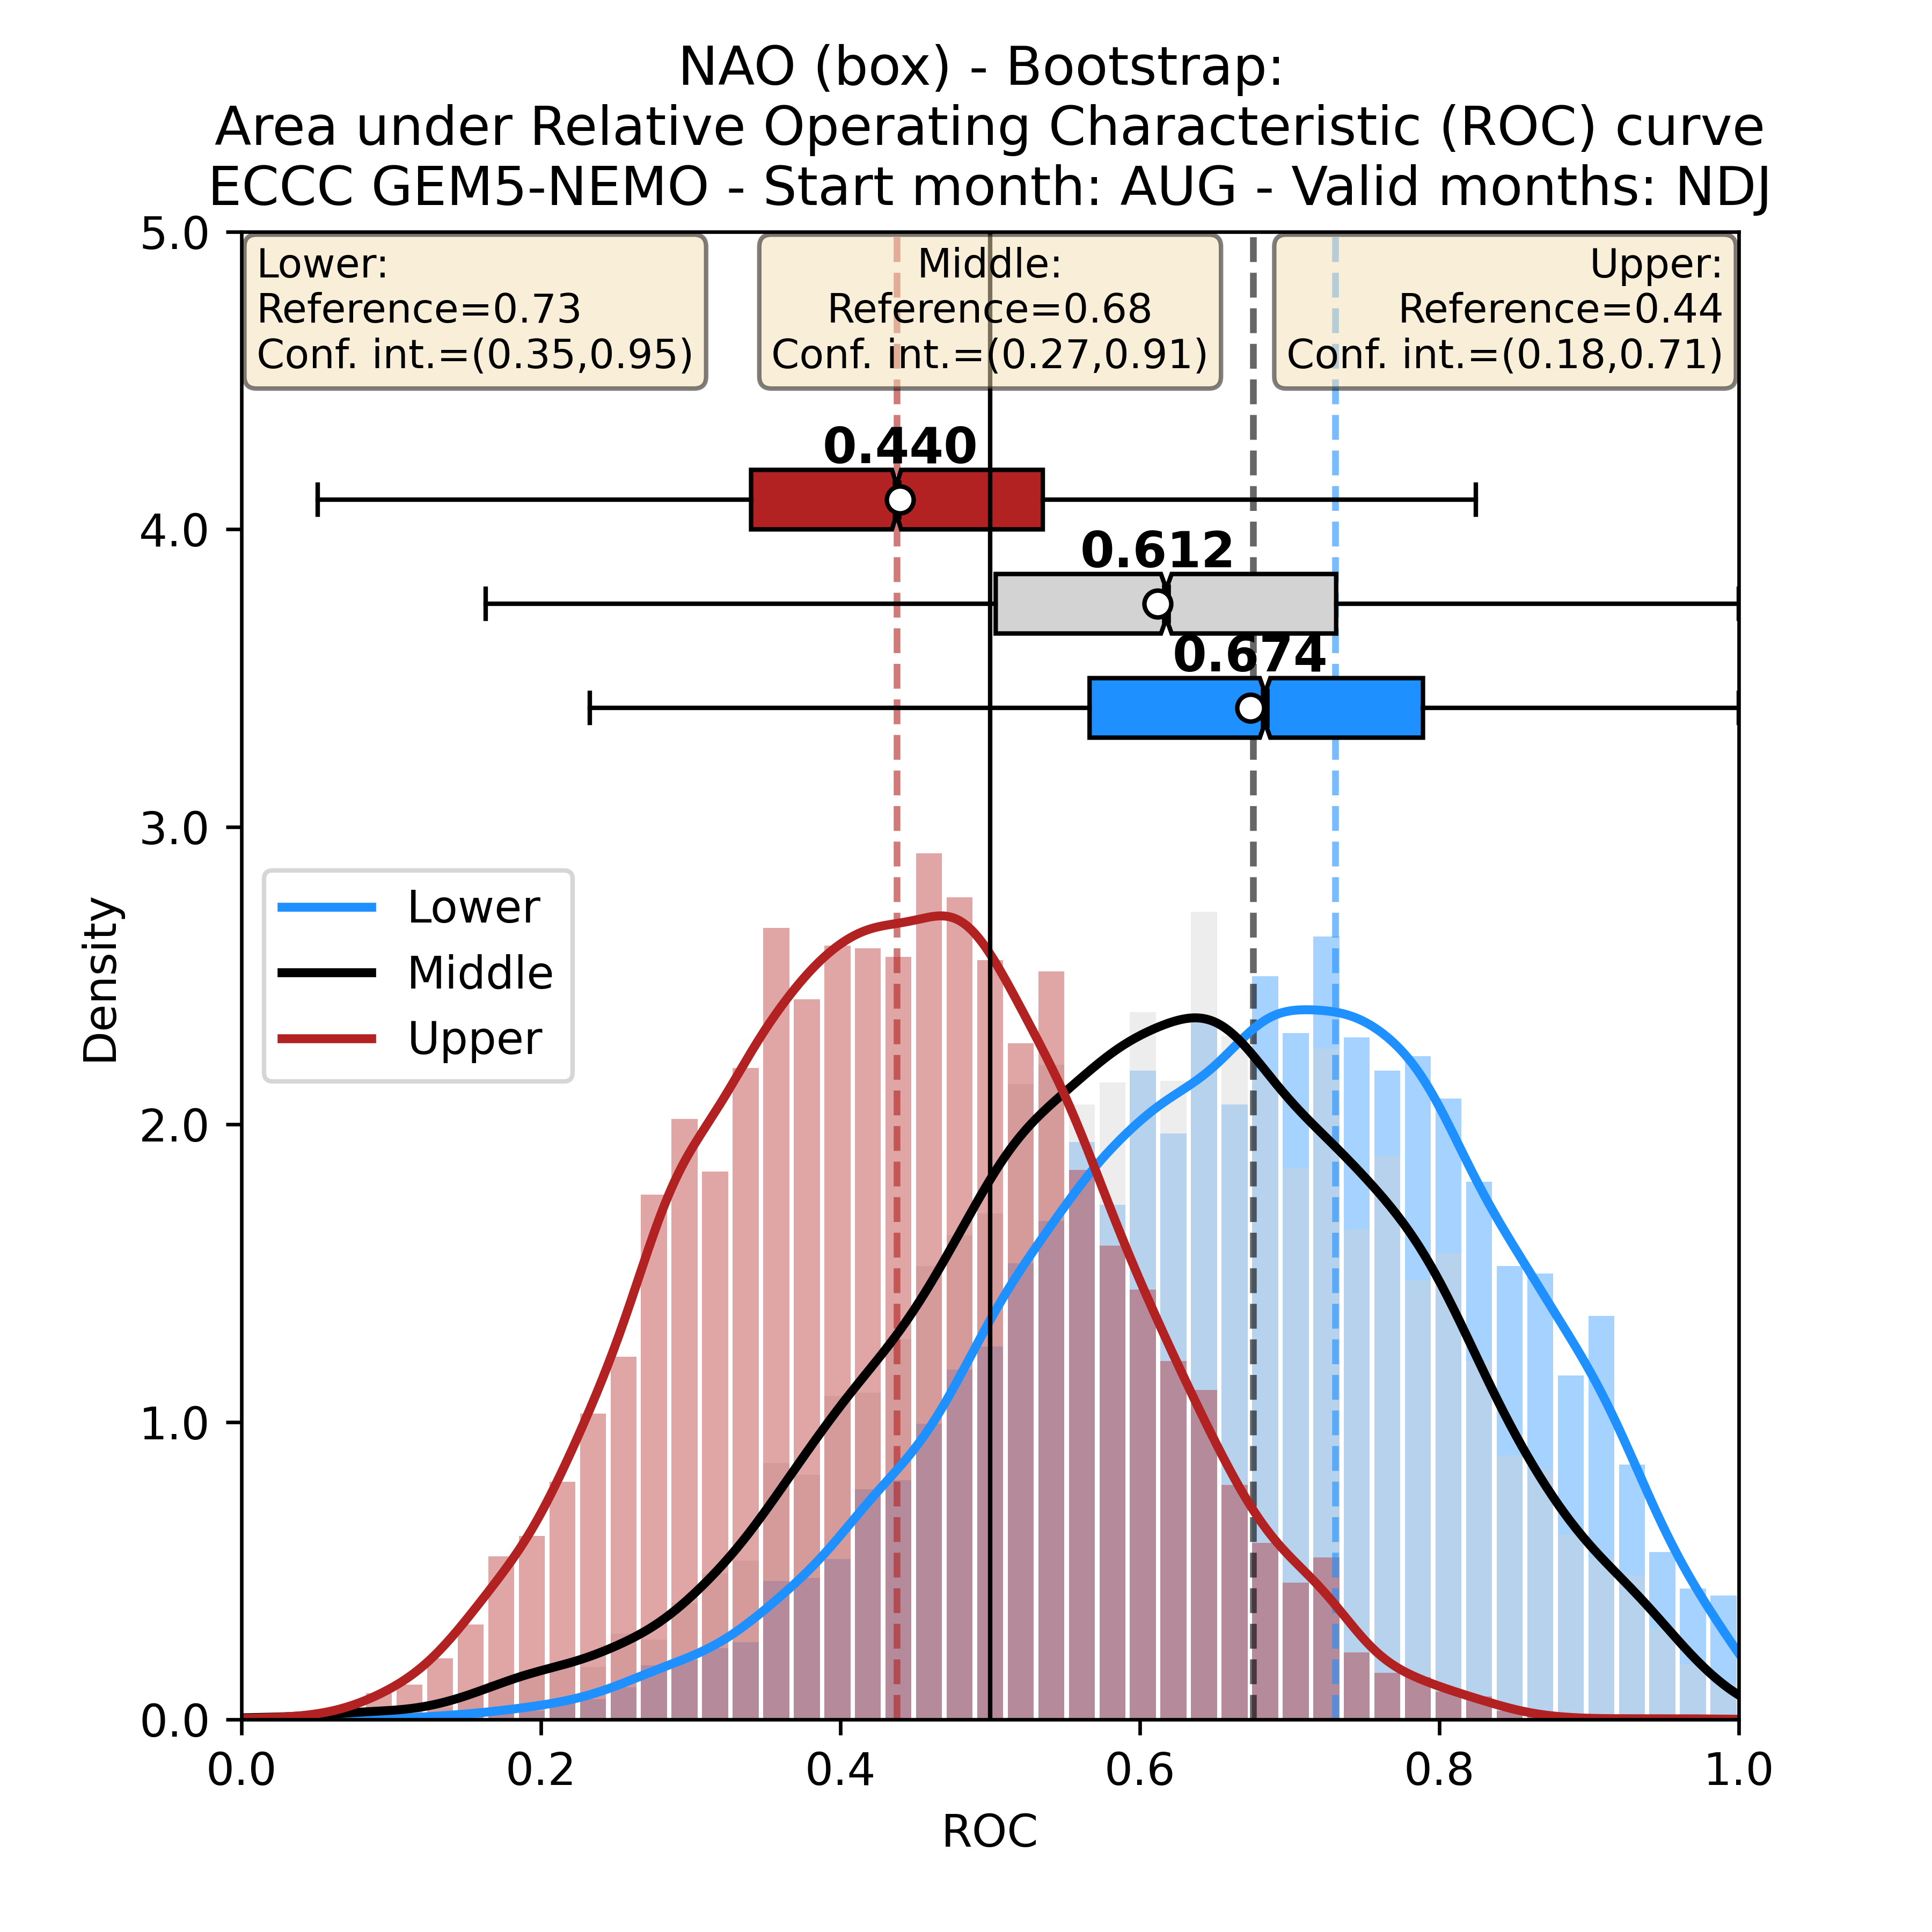 NAO (box) - Bootstrap:
Area under Relative Operating Characteristic (ROC) curve
ECCC GEM5-NEMO - Start month: AUG - Valid months: NDJ
Lower:
Reference=0.73
Conf. int.=(0.35,0.95)
Middle:
Reference=0.68
Conf. int.=(0.27,0.91)
Upper:
Reference=0.44
Conf. int.=(0.18,0.71)
0.440
0.612
0.674
Lower
Middle
Upper
Density
5.0
4.0
3.0
2.0
1.0
0.0
0.0 0.2 0.4 0.6 0.8 1.0
ROC